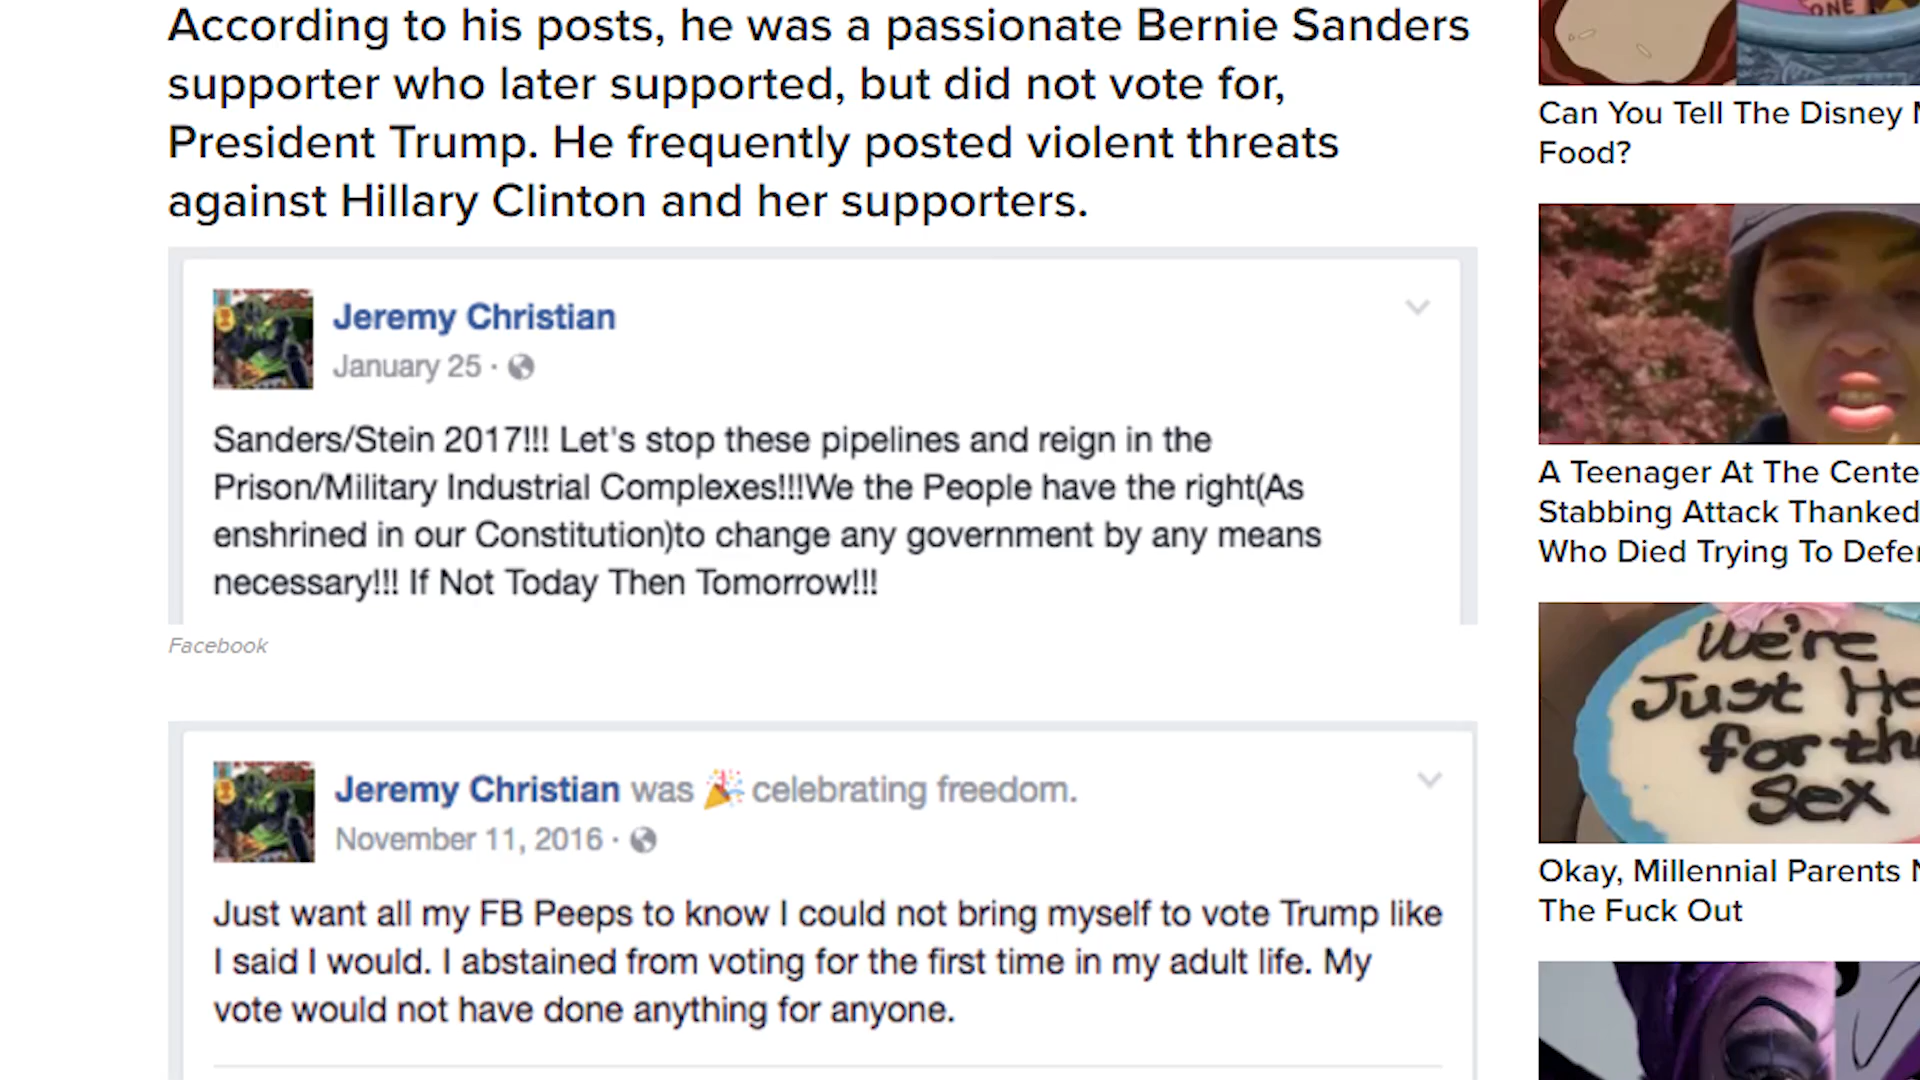 According to his posts, he was a passionate Bernie Sanders
supporter who later supported, but did not vote for,
President Trump. He frequently posted violent threats
against Hillary Clinton and her supporters.
Jeremy Christian
January 25 ·
Sanders/Stein 2017!!! Let's stop these pipelines and reign in the
Prison/Military Industrial Complexes!!!We the People have the right(As
enshrined in our Constitution)to change any government by any means
necessary!!! If Not Today Then Tomorrow!!!
Facebook
Jeremy Christian was 🎉 celebrating freedom.
November 11, 2016 ·
Just want all my FB Peeps to know I could not bring myself to vote Trump like
I said I would. I abstained from voting for the first time in my adult life. My
vote would not have done anything for anyone.
ONE
Can You Tell The Disney
Food?
A Teenager At The Cente
Stabbing Attack Thanked
Who Died Trying To Defe
We're
Just He
for th
Sex
Okay, Millennial Parents
The Fuck Out